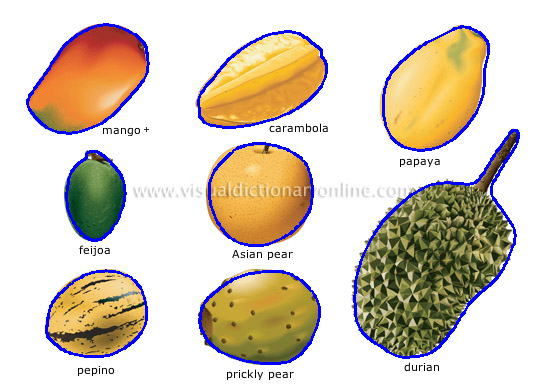 mango +
carambola
papaya
www.visualdictionaryonline.com
feijoa
Asian pear
pepino
prickly pear
durian